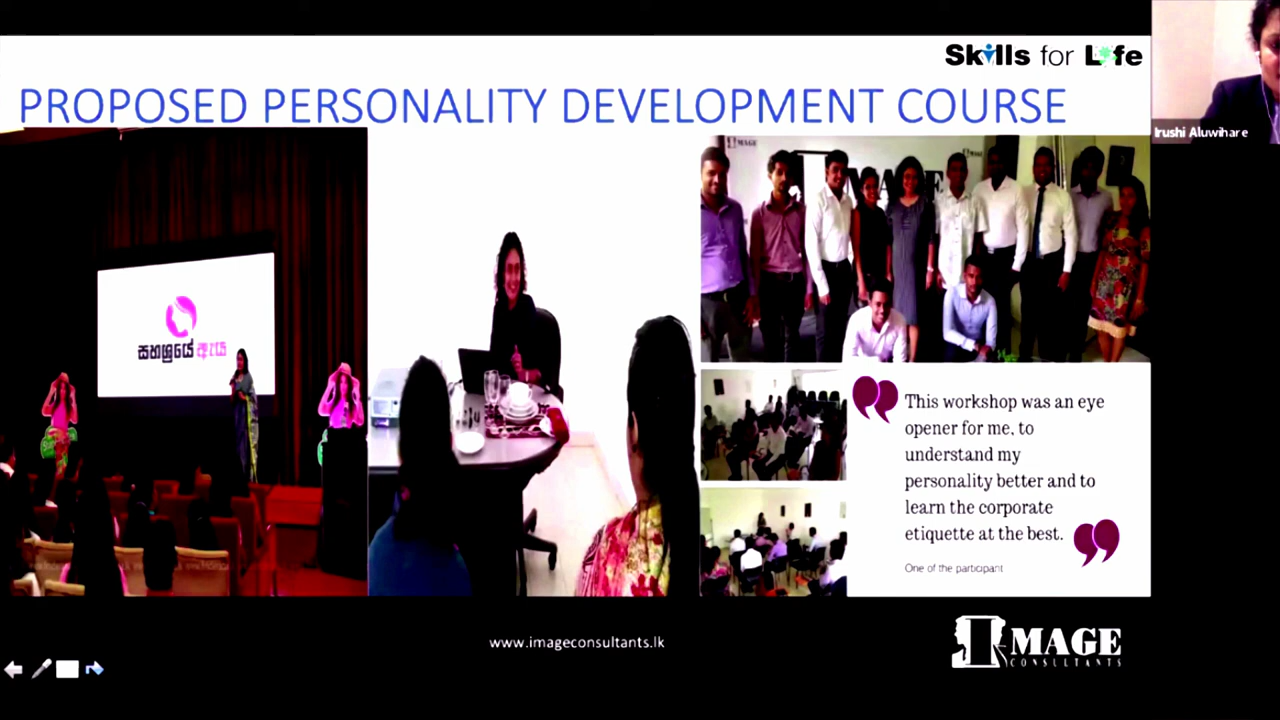 Skills for Life
PROPOSED PERSONALITY DEVELOPMENT COURSE
Irushi Aluwihare
IMAGE
සහශ්‍රයේ ඇය
This workshop was an eye
opener for me, to
understand my
personality better and to
learn the corporate
etiquette at the best.
One of the participant
www.imageconsultants.lk
IMAGE
CONSULTANTS